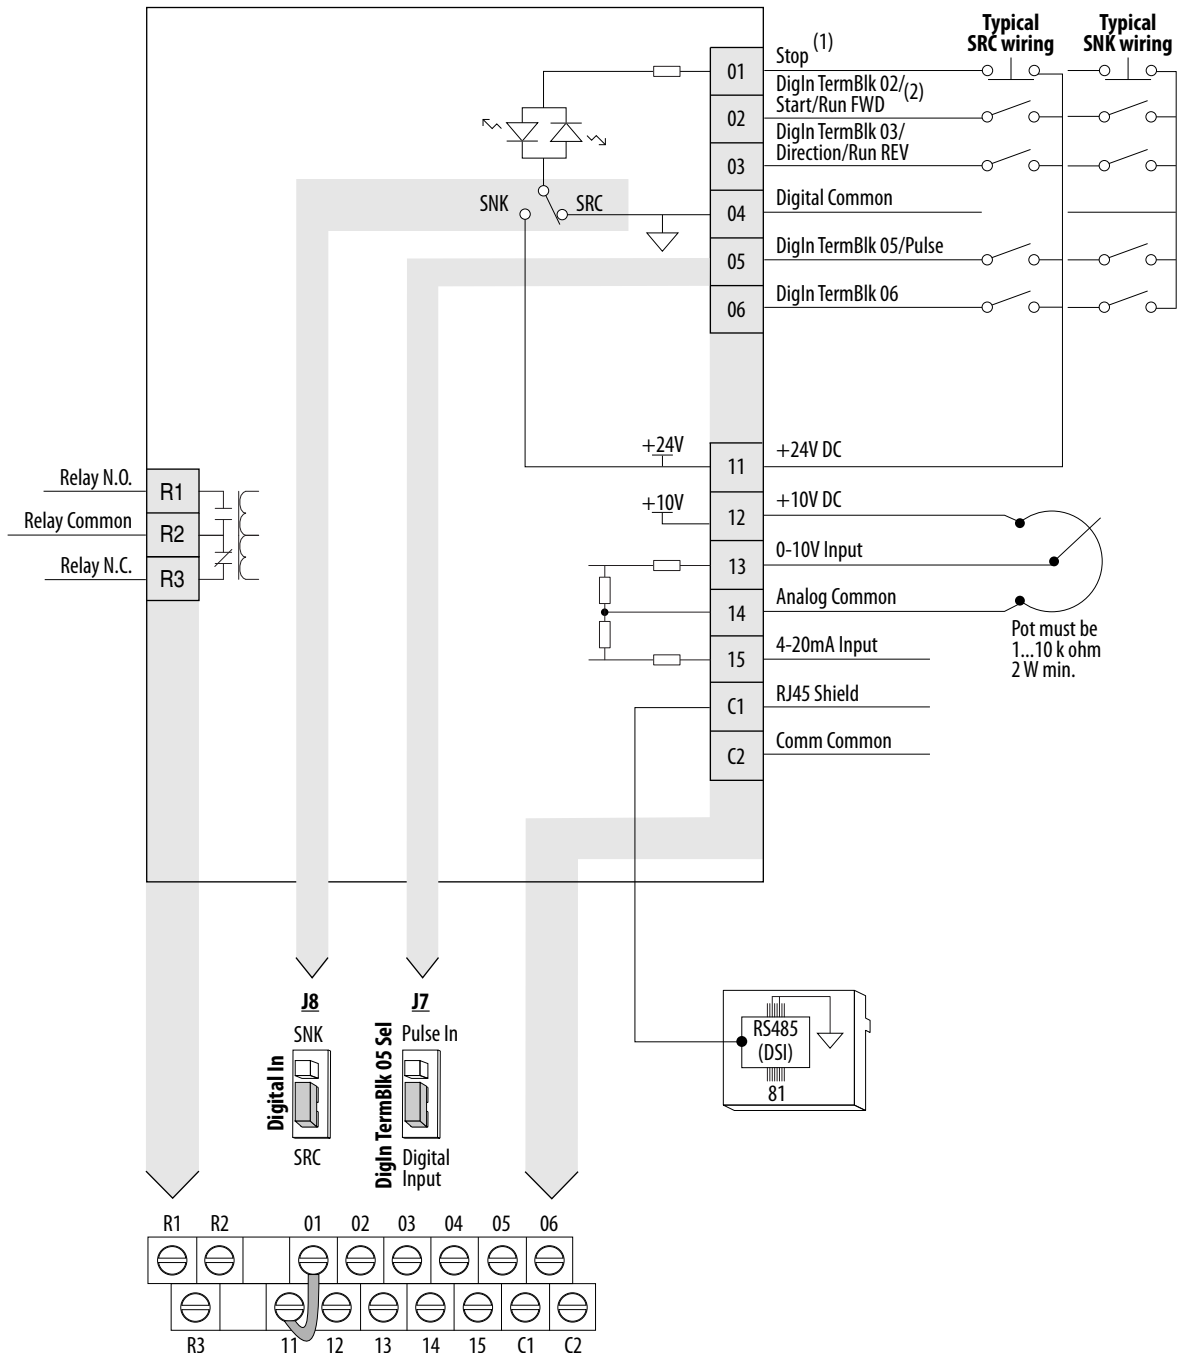 Typical
SRC wiring
Typical
SNK wiring
01
Stop (1)
DigIn TermBlk 02/
Start/Run FWD (2)
02
DigIn TermBlk 03/
Direction/Run REV
03
SNK
SRC
04
Digital Common
05
DigIn TermBlk 05/Pulse
06
DigIn TermBlk 06
+24V
11
+24V DC
+10V
12
+10V DC
13
0-10V Input
14
Analog Common
15
4-20mA Input
C1
RJ45 Shield
C2
Comm Common
Pot must be
1...10 k ohm
2 W min.
Relay N.O.
R1
Relay Common
R2
Relay N.C.
R3
J8
SNK
Digital In
SRC
J7
Pulse In
DigIn TermBlk 05 Sel
Digital
Input
RS485
(DSI)
81
R1 R2 01 02 03 04 05 06
R3 11 12 13 14 15 C1 C2